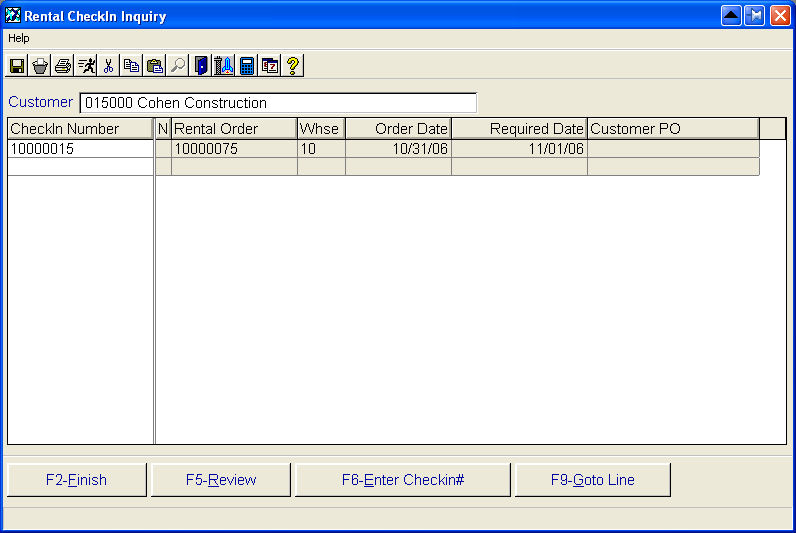 Rental CheckIn Inquiry
Help
Customer 015000 Cohen Construction
CheckIn Number N Rental Order Whse Order Date Required Date Customer PO
10000015 10000075 10 10/31/06 11/01/06
F2-Finish F5-Review F6-Enter Checkin# F9-Goto Line